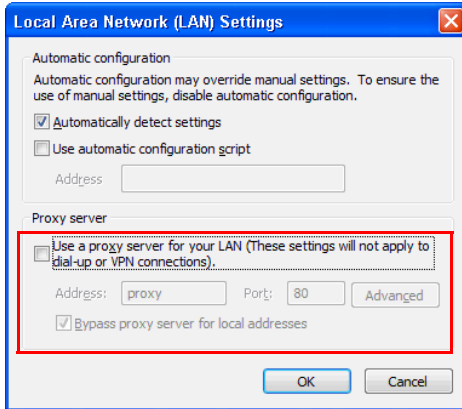 Local Area Network (LAN) Settings
Automatic configuration
Automatic configuration may override manual settings. To ensure the
use of manual settings, disable automatic configuration.
Automatically detect settings
Use automatic configuration script
Address
Proxy server
Use a proxy server for your LAN (These settings will not apply to
dial-up or VPN connections).
Address: proxy Port: 80 Advanced
Bypass proxy server for local addresses
OK Cancel